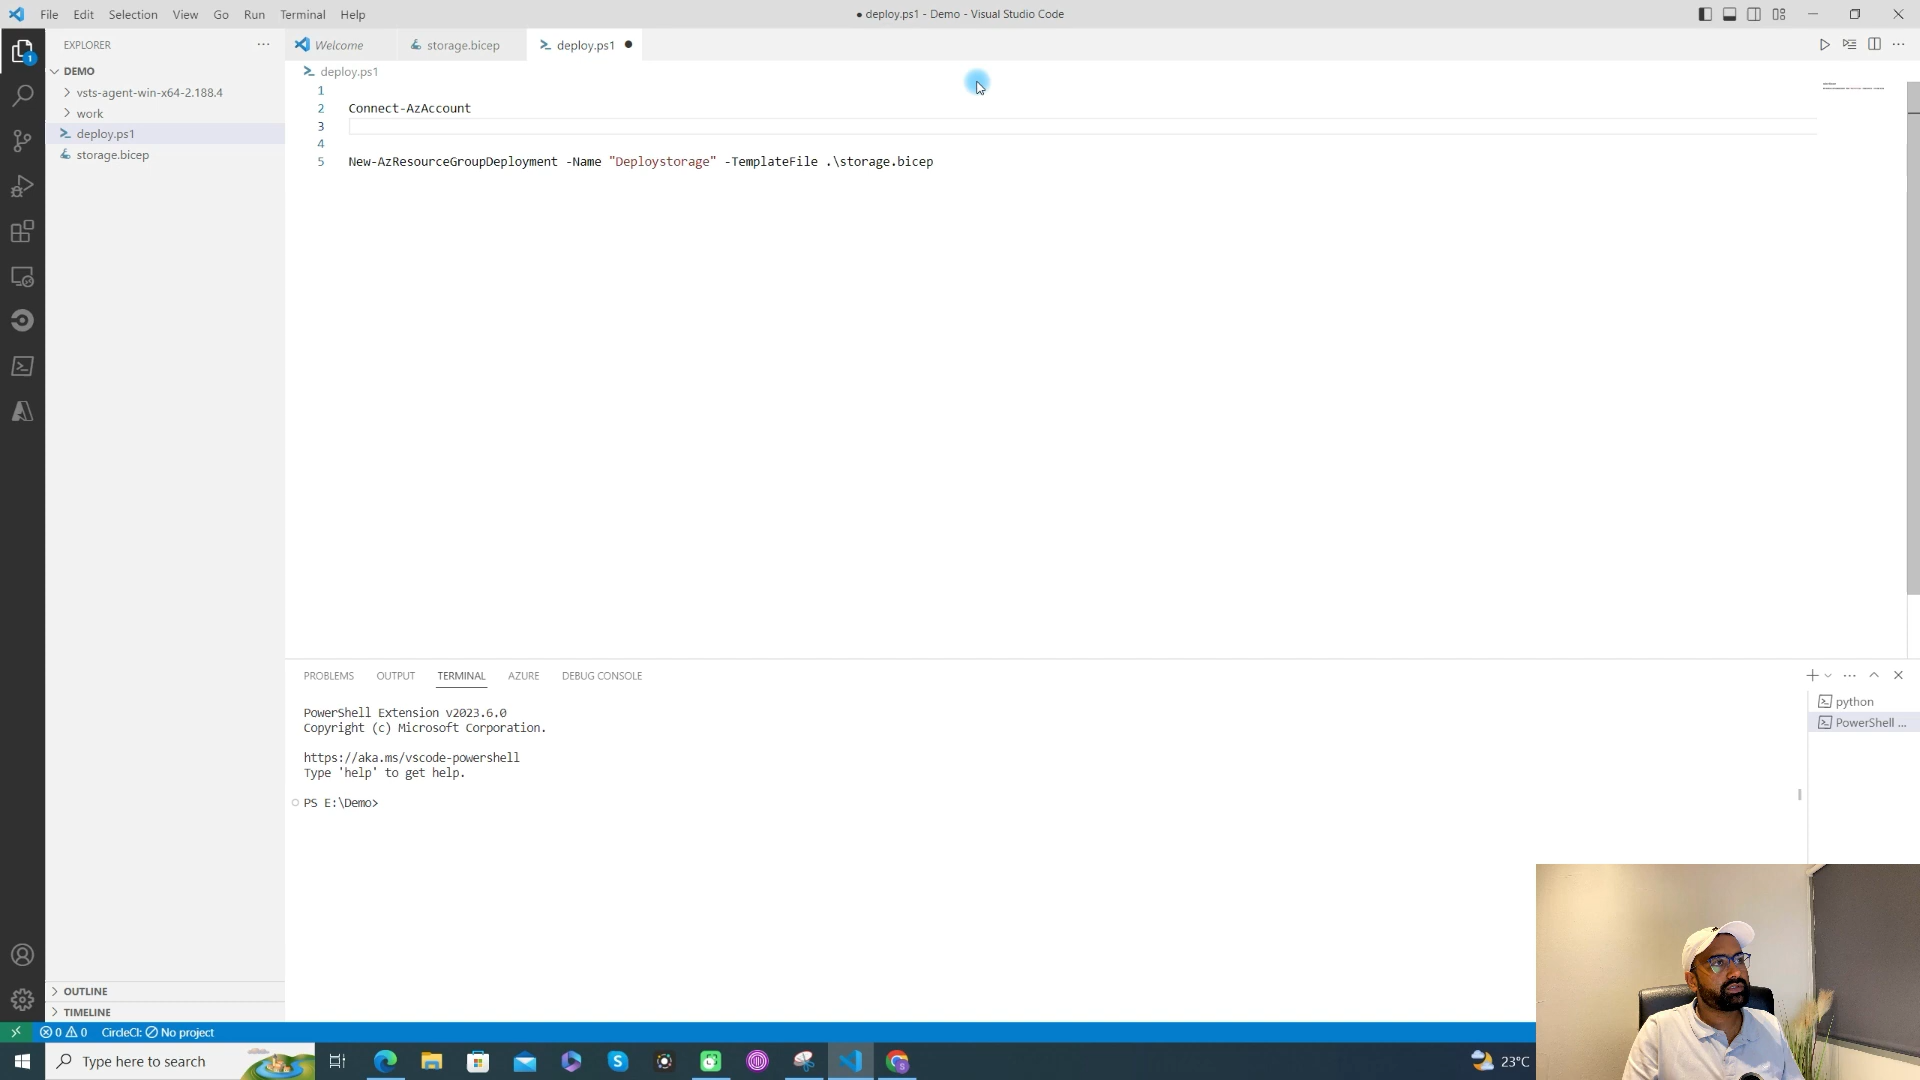 File Edit Selection View Go Run Terminal Help
● deploy.ps1 - Demo - Visual Studio Code
EXPLORER
Welcome
storage.bicep
deploy.ps1
DEMO
vsts-agent-win-x64-2.188.4
work
deploy.ps1
storage.bicep
deploy.ps1
1
2 Connect-AzAccount
3
4
5 New-AzResourceGroupDeployment -Name "Deploystorage" -TemplateFile .\storage.bicep
1
PROBLEMS OUTPUT TERMINAL AZURE DEBUG CONSOLE
PowerShell Extension v2023.6.0
Copyright (c) Microsoft Corporation.
https://aka.ms/vscode-powershell
Type 'help' to get help.
PS E:\Demo>
python
PowerShell ...
OUTLINE
TIMELINE
0 0 CircleCI: No project
Type here to search
23°C